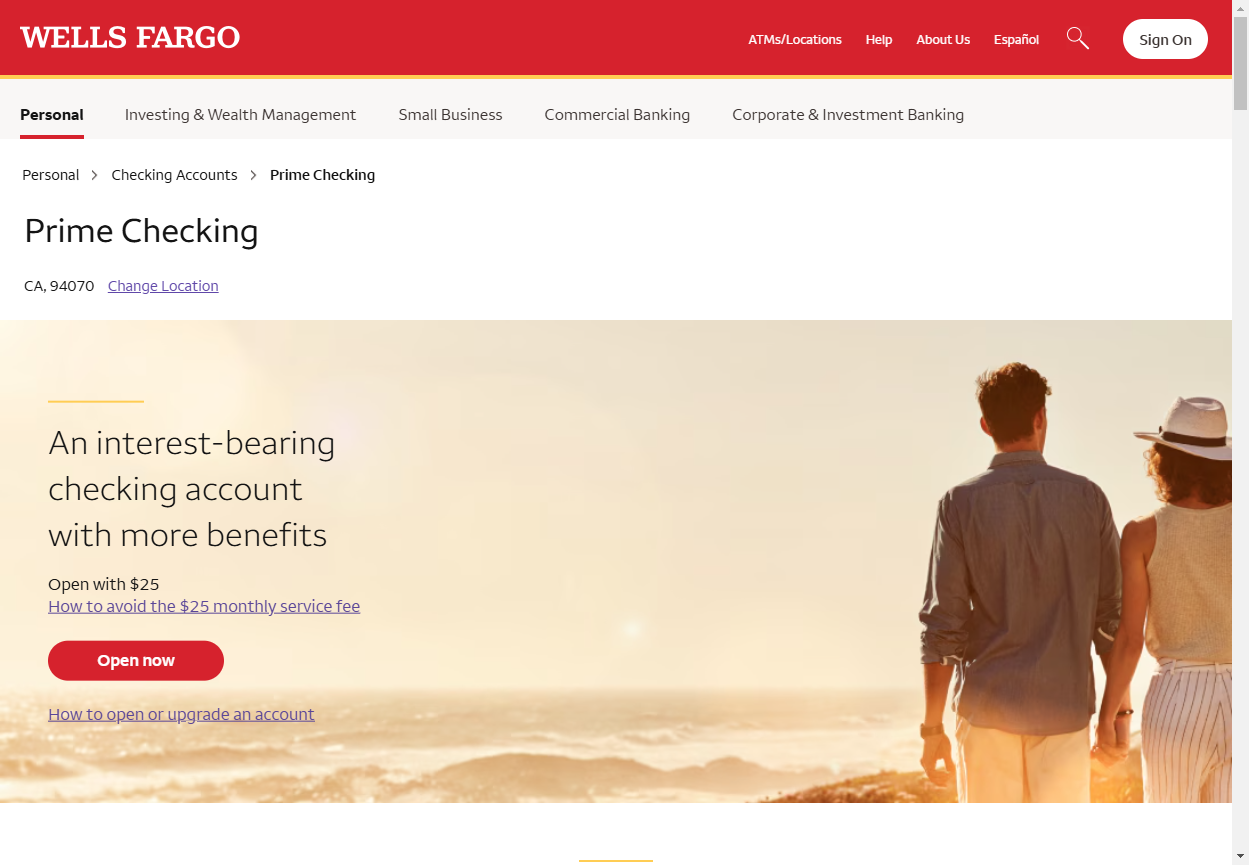 WELLS FARGO
ATMs/Locations Help About Us Español Sign On
Personal Investing & Wealth Management Small Business Commercial Banking Corporate & Investment Banking
Personal Checking Accounts Prime Checking
Prime Checking
CA, 94070 Change Location
An interest-bearing
checking account
with more benefits
Open with $25
How to avoid the $25 monthly service fee
Open now
How to open or upgrade an account